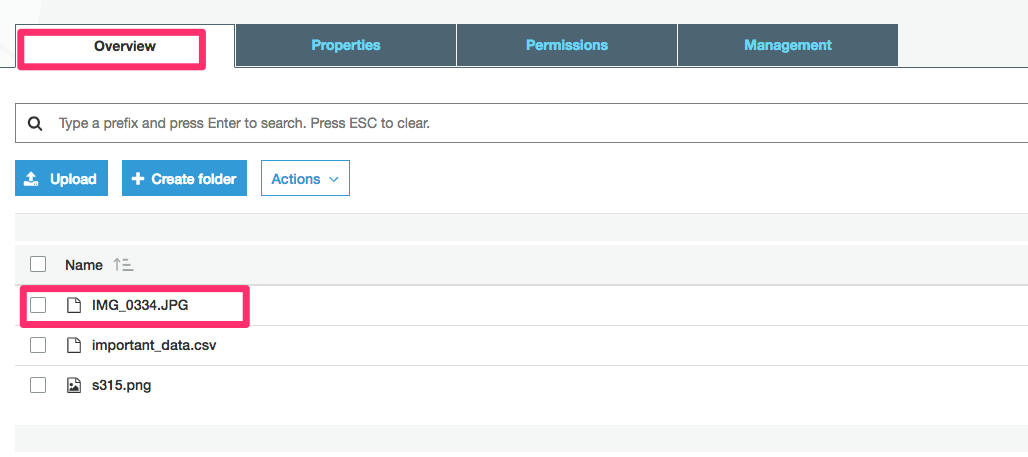 Overview Properties Permissions Management
Type a prefix and press Enter to search. Press ESC to clear.
Upload Create folder Actions
Name
IMG_0334.JPG
important_data.csv
s315.png